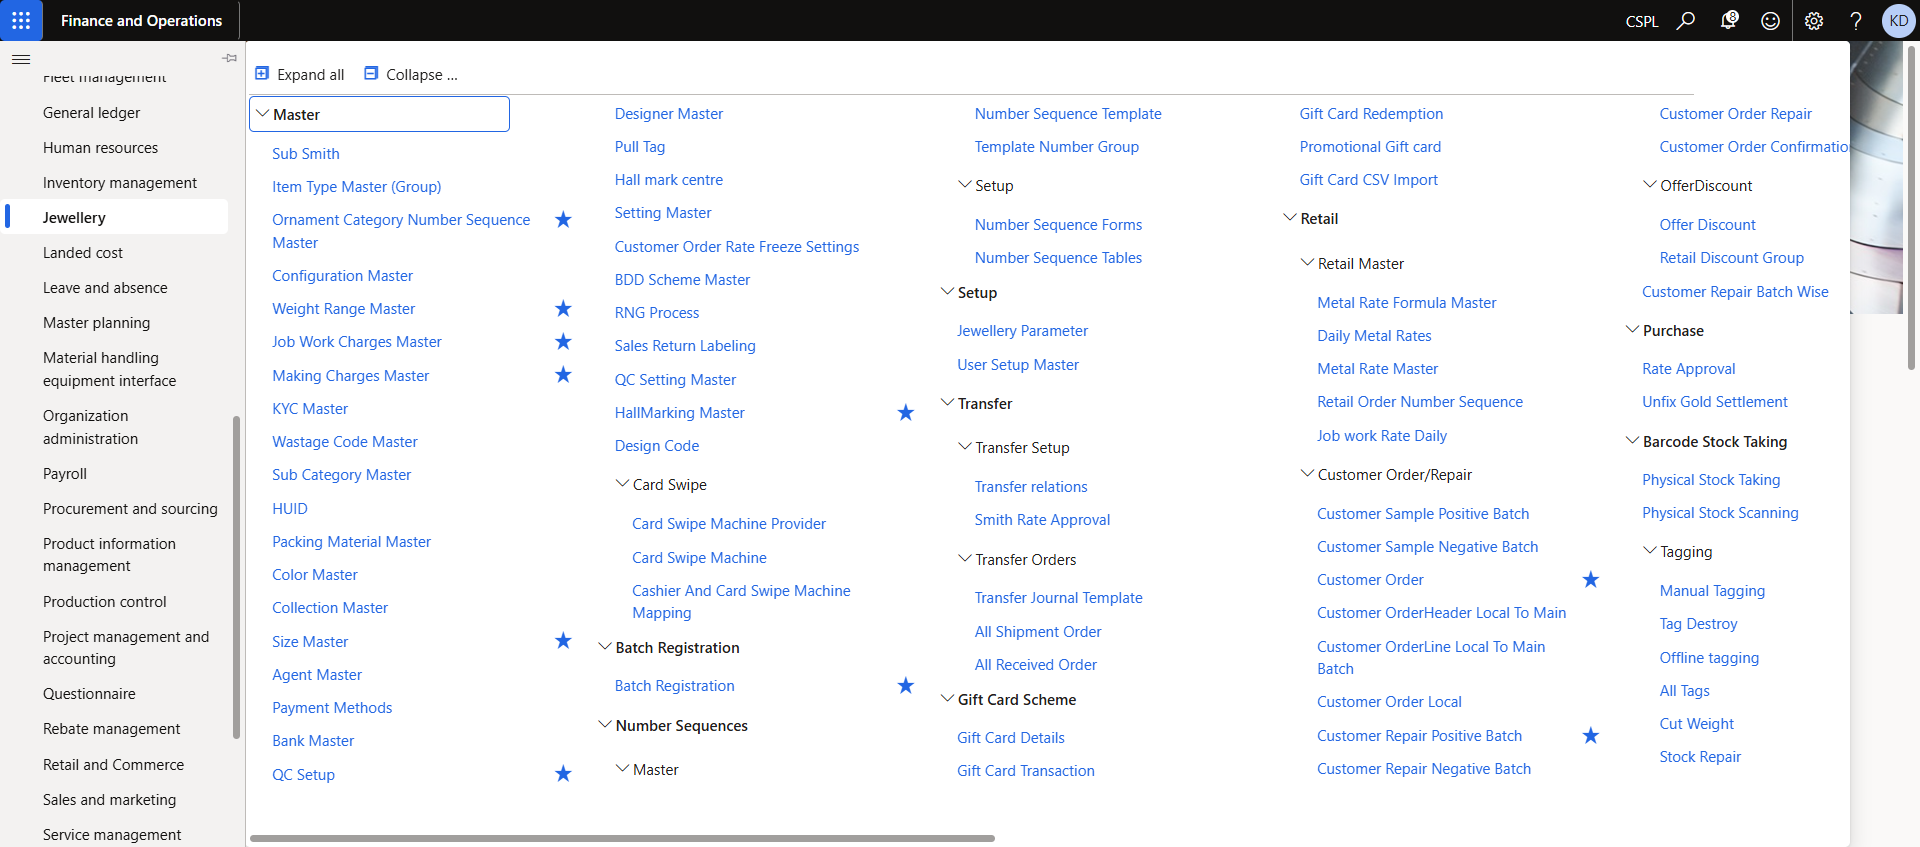 Finance and Operations
CSPL
8
KD
Fleet management
General ledger
Human resources
Inventory management
Jewellery
Landed cost
Leave and absence
Master planning
Material handling
equipment interface
Organization
administration
Payroll
Procurement and sourcing
Product information
management
Production control
Project management and
accounting
Questionnaire
Rebate management
Retail and Commerce
Sales and marketing
Service management
Expand all
Collapse ...
Master
Sub Smith
Item Type Master (Group)
Ornament Category Number Sequence
Master
Configuration Master
Weight Range Master
Job Work Charges Master
Making Charges Master
KYC Master
Wastage Code Master
Sub Category Master
HUID
Packing Material Master
Color Master
Collection Master
Size Master
Agent Master
Payment Methods
Bank Master
QC Setup
Designer Master
Pull Tag
Hall mark centre
Setting Master
Customer Order Rate Freeze Settings
BDD Scheme Master
RNG Process
Sales Return Labeling
QC Setting Master
HallMarking Master
Design Code
Card Swipe
Card Swipe Machine Provider
Card Swipe Machine
Cashier And Card Swipe Machine
Mapping
Batch Registration
Batch Registration
Number Sequences
Master
Number Sequence Template
Template Number Group
Setup
Number Sequence Forms
Number Sequence Tables
Setup
Jewellery Parameter
User Setup Master
Transfer
Transfer Setup
Transfer relations
Smith Rate Approval
Transfer Orders
Transfer Journal Template
All Shipment Order
All Received Order
Gift Card Scheme
Gift Card Details
Gift Card Transaction
Gift Card Redemption
Promotional Gift card
Gift Card CSV Import
Retail
Retail Master
Metal Rate Formula Master
Daily Metal Rates
Metal Rate Master
Retail Order Number Sequence
Job work Rate Daily
Customer Order/Repair
Customer Sample Positive Batch
Customer Sample Negative Batch
Customer Order
Customer OrderHeader Local To Main
Customer OrderLine Local To Main
Batch
Customer Order Local
Customer Repair Positive Batch
Customer Repair Negative Batch
Customer Order Repair
Customer Order Confirmatio
OfferDiscount
Offer Discount
Retail Discount Group
Customer Repair Batch Wise
Purchase
Rate Approval
Unfix Gold Settlement
Barcode Stock Taking
Physical Stock Taking
Physical Stock Scanning
Tagging
Manual Tagging
Tag Destroy
Offline tagging
All Tags
Cut Weight
Stock Repair